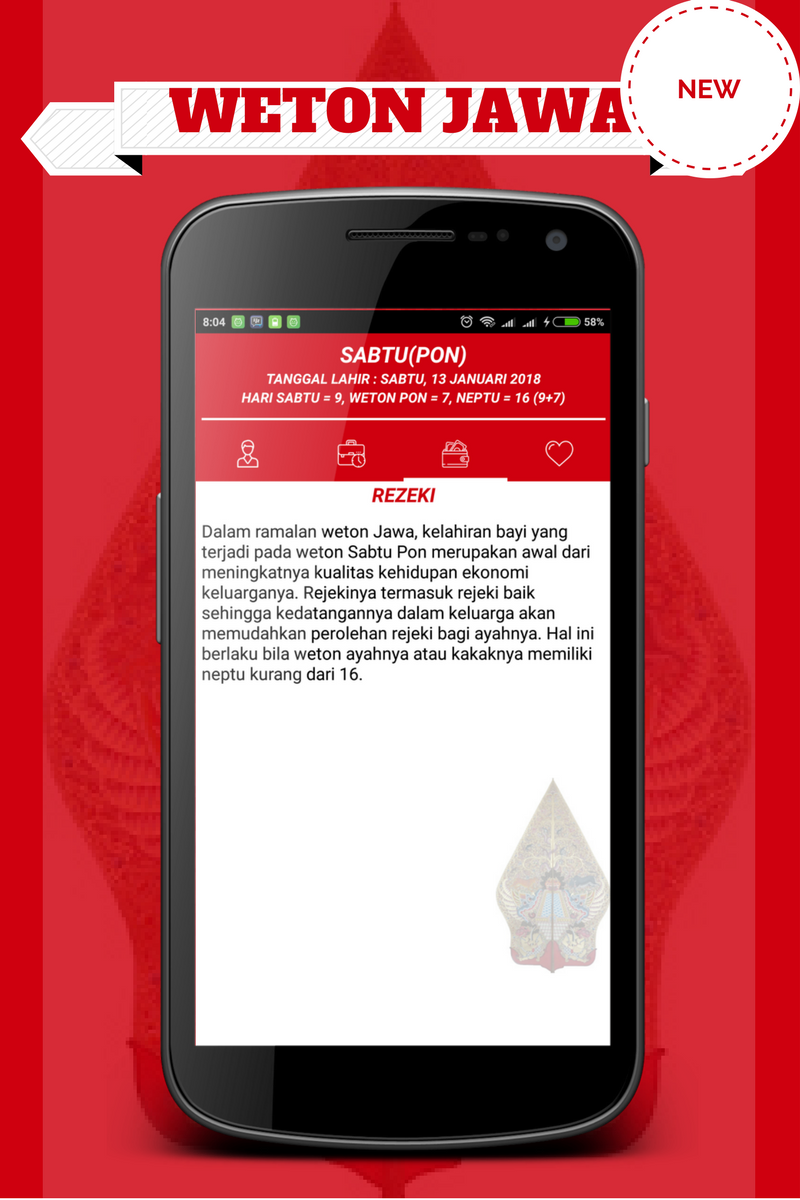 WETON JAWA
NEW
8:04
58%
SABTU(PON)
TANGGAL LAHIR : SABTU, 13 JANUARI 2018
HARI SABTU = 9, WETON PON = 7, NEPTU = 16 (9+7)
REZEKI
Dalam ramalan weton Jawa, kelahiran bayi yang
terjadi pada weton Sabtu Pon merupakan awal dari
meningkatnya kualitas kehidupan ekonomi
keluarganya. Rejekinya termasuk rejeki baik
sehingga kedatangannya dalam keluarga akan
memudahkan perolehan rejeki bagi ayahnya. Hal ini
berlaku bila weton ayahnya atau kakaknya memiliki
neptu kurang dari 16.